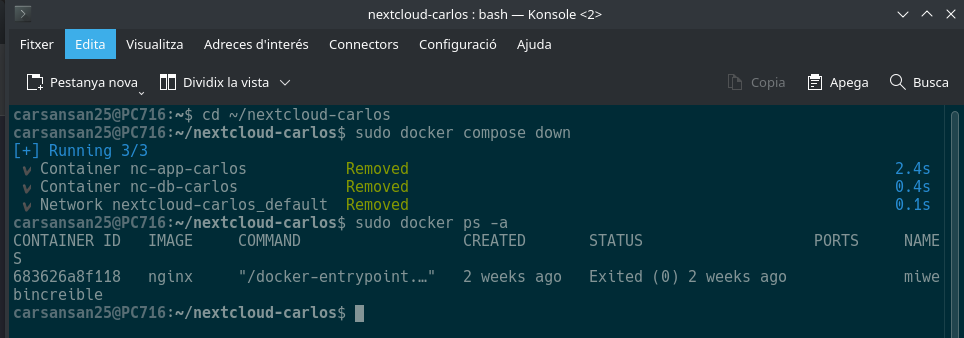 nextcloud-carlos : bash — Konsole <2>
Fitxer Edita Visualitza Adreces d'interés Connectors Configuració Ajuda
Pestanya nova Dividix la vista Copia Apega Busca
carsansan25@PC716:~$ cd ~/nextcloud-carlos
carsansan25@PC716:~/nextcloud-carlos$ sudo docker compose down
[+] Running 3/3
✔ Container nc-app-carlos Removed 2.4s
✔ Container nc-db-carlos Removed 0.4s
✔ Network nextcloud-carlos_default Removed 0.1s
carsansan25@PC716:~/nextcloud-carlos$ sudo docker ps -a
CONTAINER ID IMAGE COMMAND CREATED STATUS PORTS NAME
S
683626a8f118 nginx "/docker-entrypoint.…" 2 weeks ago Exited (0) 2 weeks ago miwe
bincreible
carsansan25@PC716:~/nextcloud-carlos$